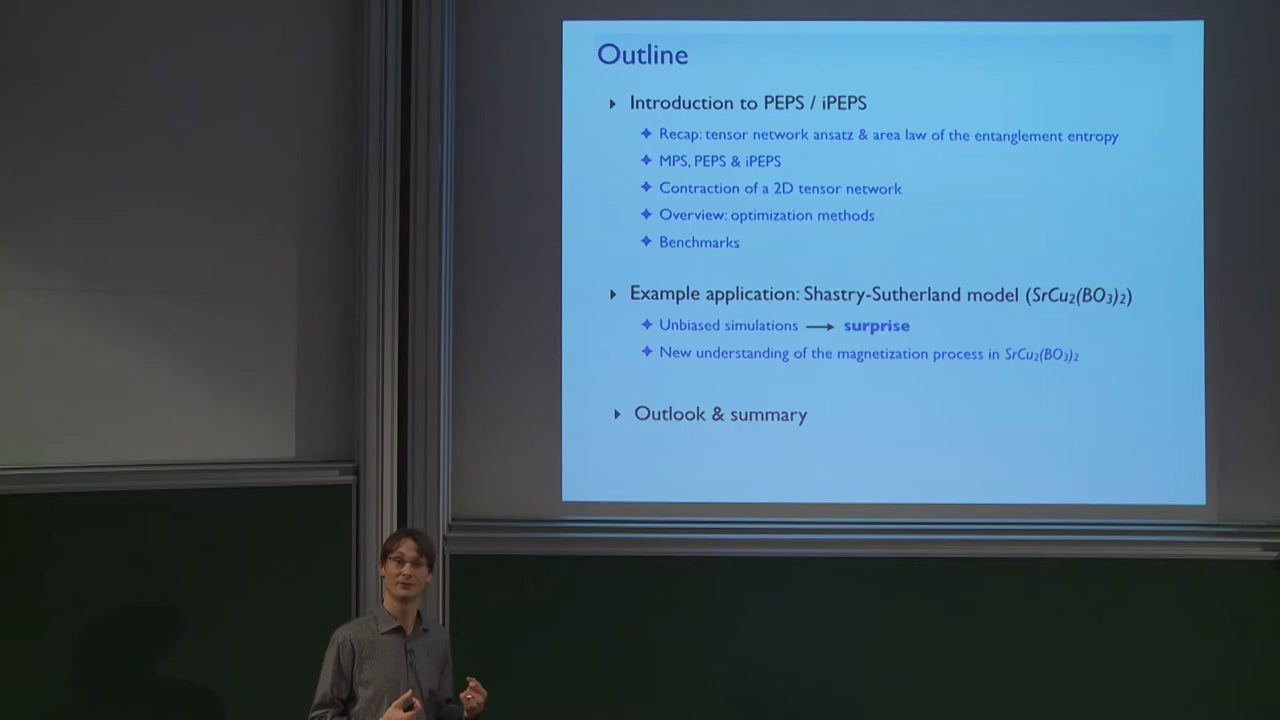 Outline
Introduction to PEPS / iPEPS
Recap: tensor network ansatz & area law of the entanglement entropy
MPS, PEPS & iPEPS
Contraction of a 2D tensor network
Overview: optimization methods
Benchmarks
Example application: Shastry-Sutherland model (SrCu₂(BO₃)₂)
Unbiased simulations → surprise
New understanding of the magnetization process in SrCu₂(BO₃)₂
Outlook & summary